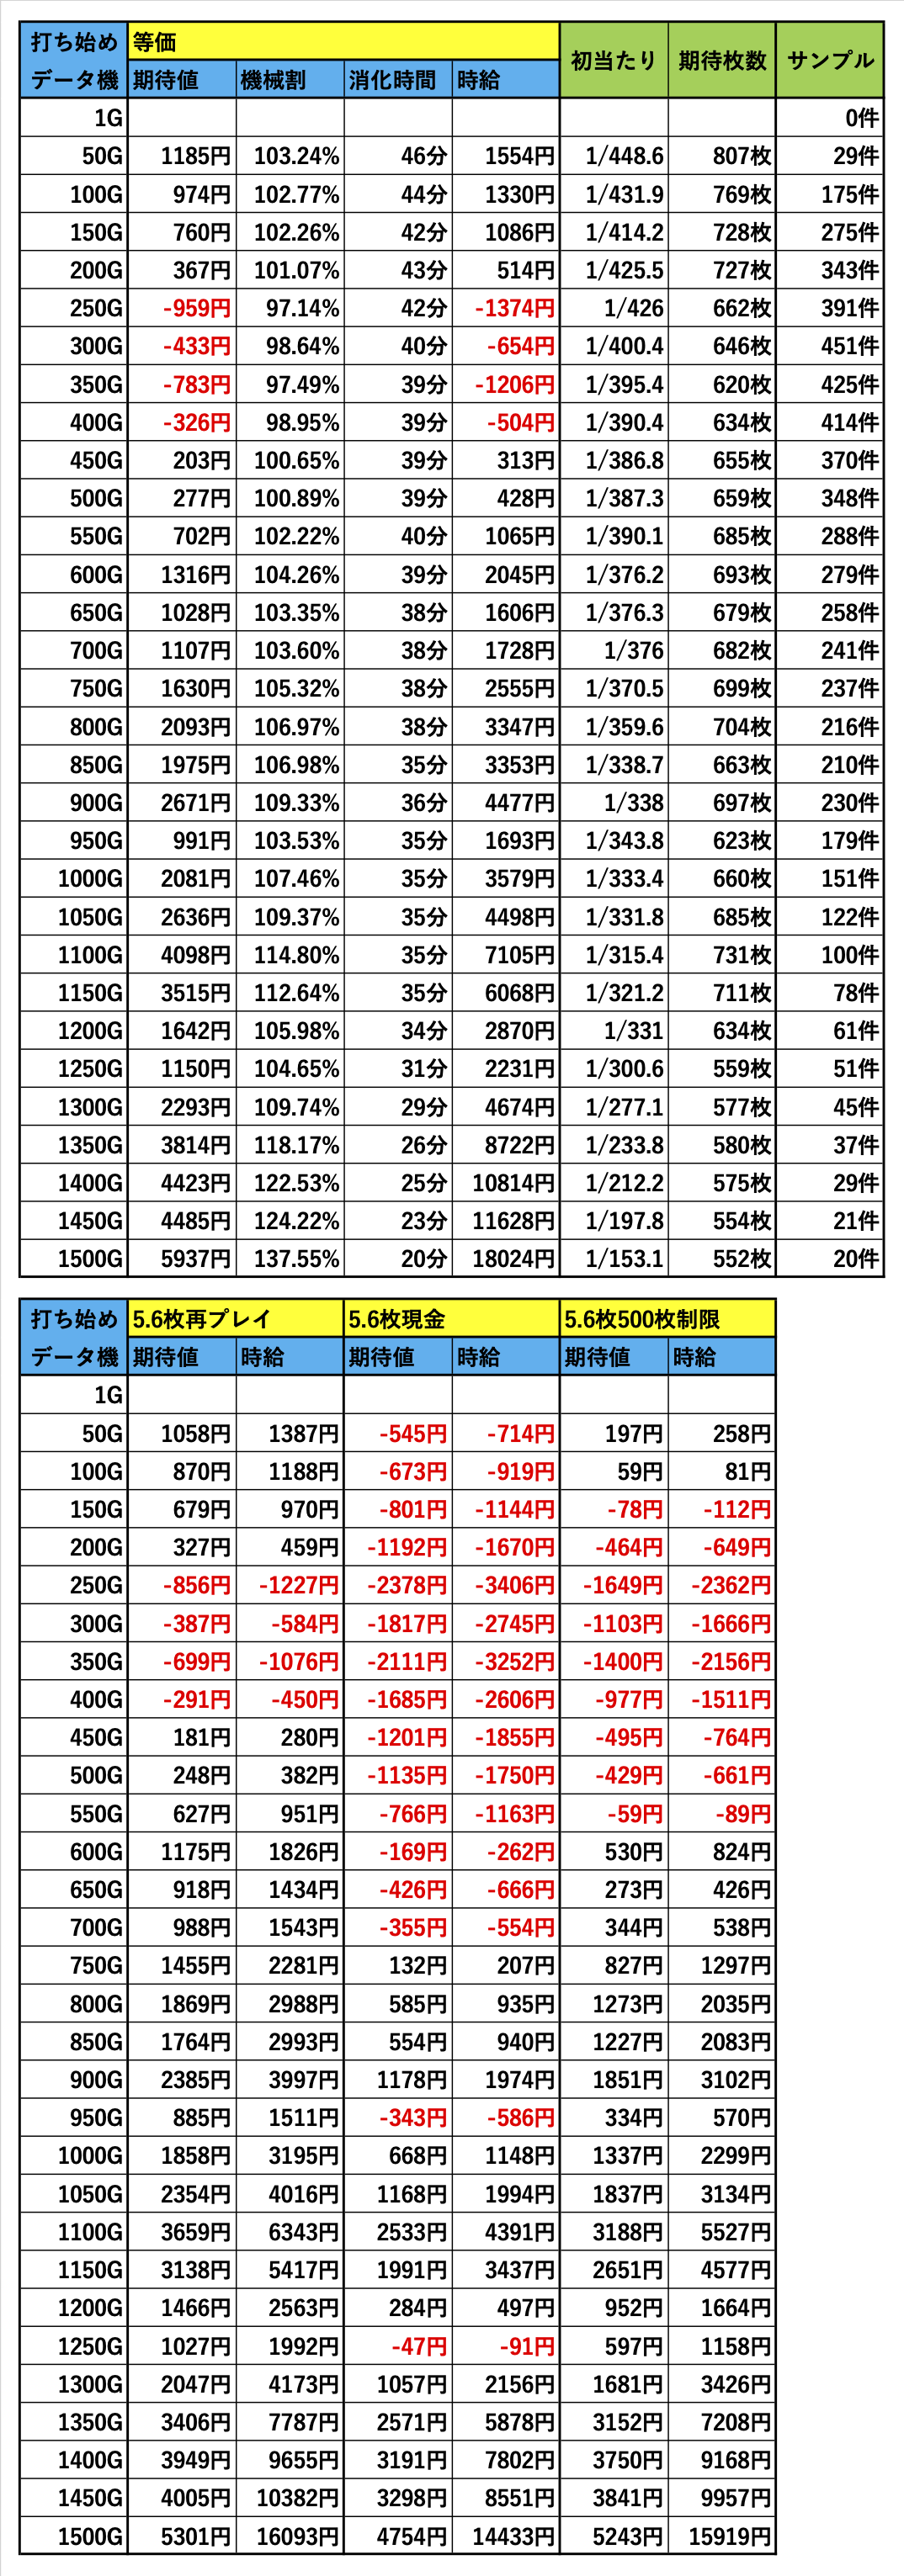 打ち始め 等価 初当たり 期待枚数 サンプル
データ機 期待値 機械割 消化時間 時給
1G 0件
50G 1185円 103.24% 46分 1554円 1/448.6 807枚 29件
100G 974円 102.77% 44分 1330円 1/431.9 769枚 175件
150G 760円 102.26% 42分 1086円 1/414.2 728枚 275件
200G 367円 101.07% 43分 514円 1/425.5 727枚 343件
250G -959円 97.14% 42分 -1374円 1/426 662枚 391件
300G -433円 98.64% 40分 -654円 1/400.4 646枚 451件
350G -783円 97.49% 39分 -1206円 1/395.4 620枚 425件
400G -326円 98.95% 39分 -504円 1/390.4 634枚 414件
450G 203円 100.65% 39分 313円 1/386.8 655枚 370件
500G 277円 100.89% 39分 428円 1/387.3 659枚 348件
550G 702円 102.22% 40分 1065円 1/390.1 685枚 288件
600G 1316円 104.26% 39分 2045円 1/376.2 693枚 279件
650G 1028円 103.35% 38分 1606円 1/376.3 679枚 258件
700G 1107円 103.60% 38分 1728円 1/376 682枚 241件
750G 1630円 105.32% 38分 2555円 1/370.5 699枚 237件
800G 2093円 106.97% 38分 3347円 1/359.6 704枚 216件
850G 1975円 106.98% 35分 3353円 1/338.7 663枚 210件
900G 2671円 109.33% 36分 4477円 1/338 697枚 230件
950G 991円 103.53% 35分 1693円 1/343.8 623枚 179件
1000G 2081円 107.46% 35分 3579円 1/333.4 660枚 151件
1050G 2636円 109.37% 35分 4498円 1/331.8 685枚 122件
1100G 4098円 114.80% 35分 7105円 1/315.4 731枚 100件
1150G 3515円 112.64% 35分 6068円 1/321.2 711枚 78件
1200G 1642円 105.98% 34分 2870円 1/331 634枚 61件
1250G 1150円 104.65% 31分 2231円 1/300.6 559枚 51件
1300G 2293円 109.74% 29分 4674円 1/277.1 577枚 45件
1350G 3814円 118.17% 26分 8722円 1/233.8 580枚 37件
1400G 4423円 122.53% 25分 10814円 1/212.2 575枚 29件
1450G 4485円 124.22% 23分 11628円 1/197.8 554枚 21件
1500G 5937円 137.55% 20分 18024円 1/153.1 552枚 20件
打ち始め 5.6枚再プレイ 5.6枚現金 5.6枚500枚制限
データ機 期待値 時給 期待値 時給 期待値 時給
1G
50G 1058円 1387円 -545円 -714円 197円 258円
100G 870円 1188円 -673円 -919円 59円 81円
150G 679円 970円 -801円 -1144円 -78円 -112円
200G 327円 459円 -1192円 -1670円 -464円 -649円
250G -856円 -1227円 -2378円 -3406円 -1649円 -2362円
300G -387円 -584円 -1817円 -2745円 -1103円 -1666円
350G -699円 -1076円 -2111円 -3252円 -1400円 -2156円
400G -291円 -450円 -1685円 -2606円 -977円 -1511円
450G 181円 280円 -1201円 -1855円 -495円 -764円
500G 248円 382円 -1135円 -1750円 -429円 -661円
550G 627円 951円 -766円 -1163円 -59円 -89円
600G 1175円 1826円 -169円 -262円 530円 824円
650G 918円 1434円 -426円 -666円 273円 426円
700G 988円 1543円 -355円 -554円 344円 538円
750G 1455円 2281円 132円 207円 827円 1297円
800G 1869円 2988円 585円 935円 1273円 2035円
850G 1764円 2993円 554円 940円 1227円 2083円
900G 2385円 3997円 1178円 1974円 1851円 3102円
950G 885円 1511円 -343円 -586円 334円 570円
1000G 1858円 3195円 668円 1148円 1337円 2299円
1050G 2354円 4016円 1168円 1994円 1837円 3134円
1100G 3659円 6343円 2533円 4391円 3188円 5527円
1150G 3138円 5417円 1991円 3437円 2651円 4577円
1200G 1466円 2563円 284円 497円 952円 1664円
1250G 1027円 1992円 -47円 -91円 597円 1158円
1300G 2047円 4173円 1057円 2156円 1681円 3426円
1350G 3406円 7787円 2571円 5878円 3152円 7208円
1400G 3949円 9655円 3191円 7802円 3750円 9168円
1450G 4005円 10382円 3298円 8551円 3841円 9957円
1500G 5301円 16093円 4754円 14433円 5243円 15919円